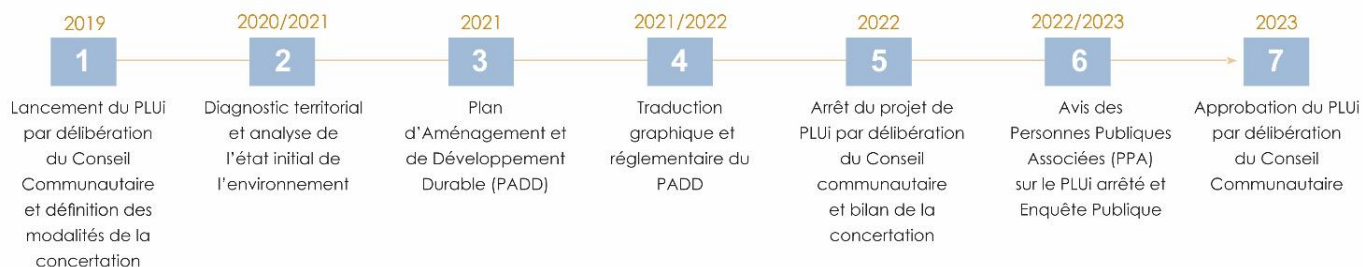 2019
1
Lancement du PLUi
par délibération
du Conseil
Communautaire
et définition des
modalités de la
concertation
2020/2021
2
Diagnostic territorial
et analyse de
l'état initial de
l'environnement
2021
3
Plan
d'Aménagement et
de Développement
Durable (PADD)
2021/2022
4
Traduction
graphique et
réglementaire du
PADD
2022
5
Arrêt du projet de
PLUi par délibération
du Conseil
communautaire
et bilan de la
concertation
2022/2023
6
Avis des
Personnes Publiques
Associées (PPA)
sur le PLUi arrêté et
Enquête Publique
2023
7
Approbation du PLUi
par délibération
du Conseil
Communautaire